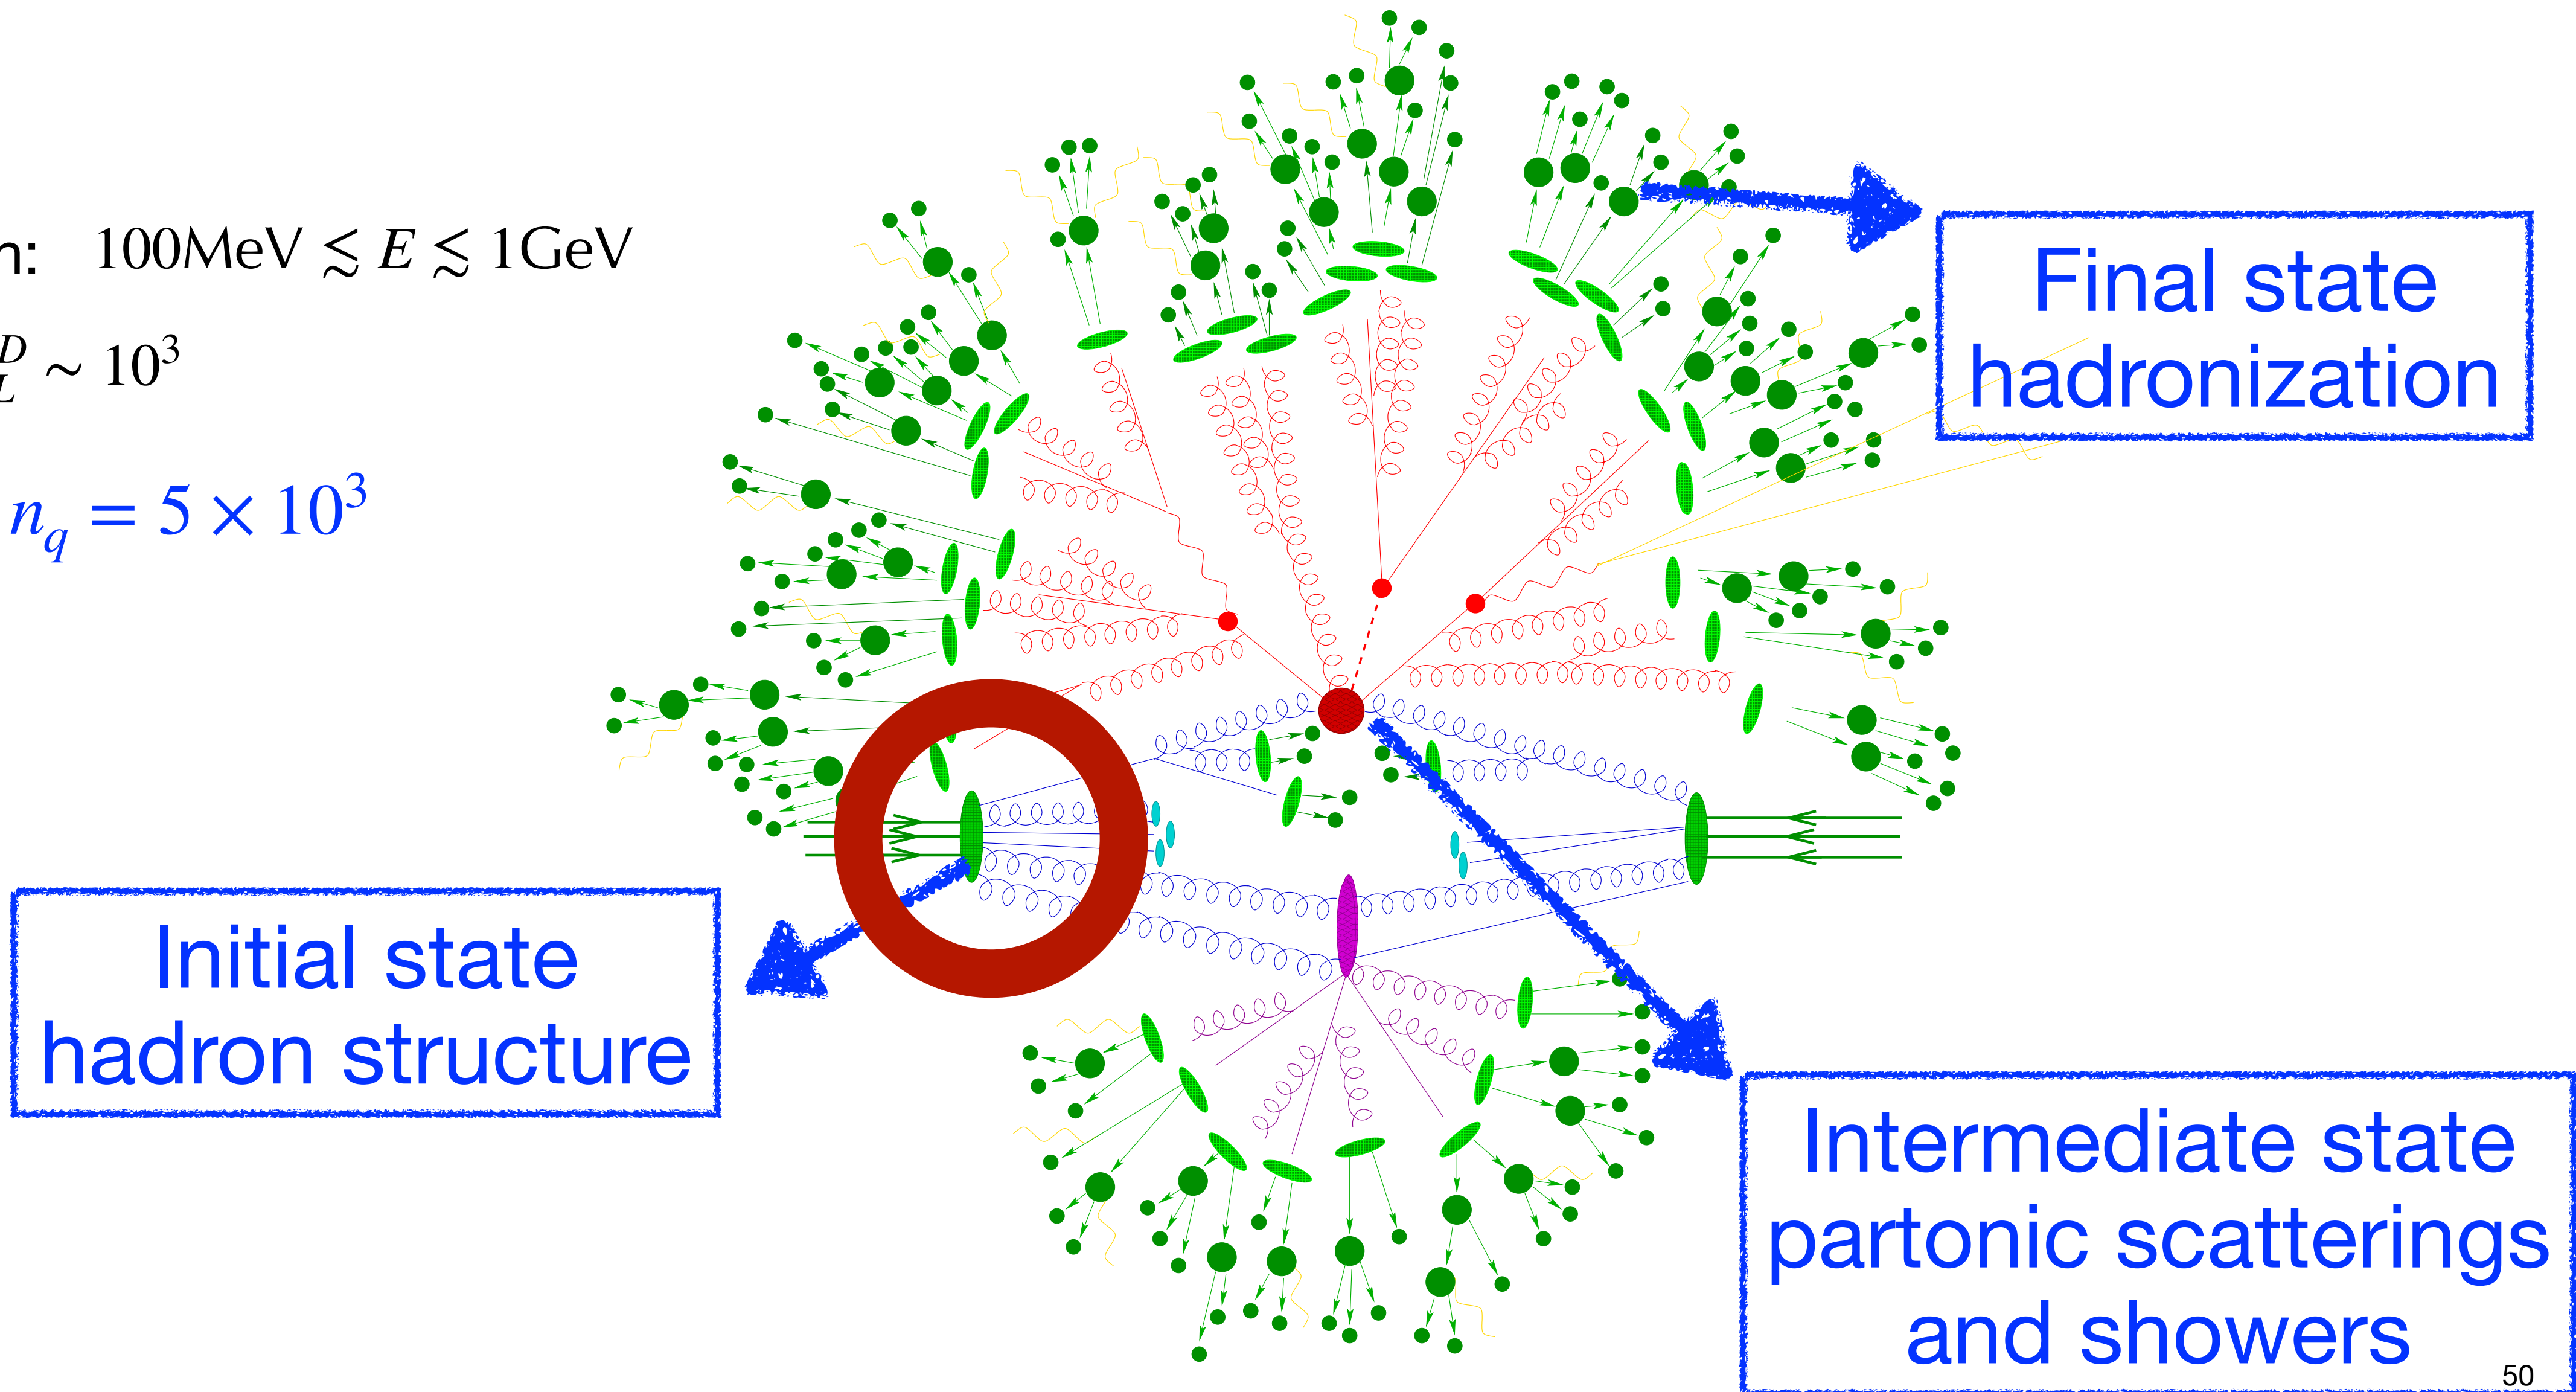 n: 100MeV ≲ E ≲ 1GeV
D
L ∼ 10³
n_q = 5 × 10³
Final state
hadronization
Initial state
hadron structure
Intermediate state
partonic scatterings
and showers
50